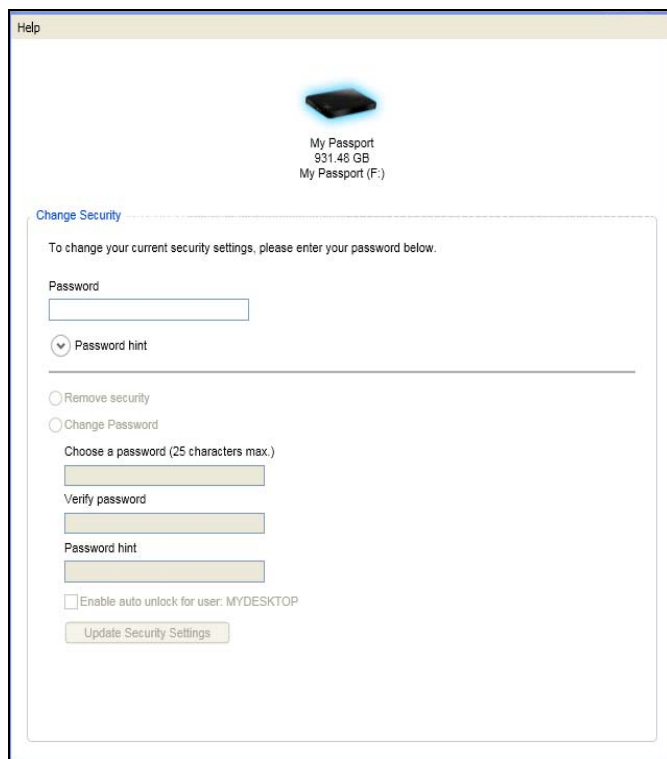 Help
My Passport
931.48 GB
My Passport (F:)
Change Security
To change your current security settings, please enter your password below.
Password
Password hint
Remove security
Change Password
Choose a password (25 characters max.)
Verify password
Password hint
Enable auto unlock for user: MYDESKTOP
Update Security Settings